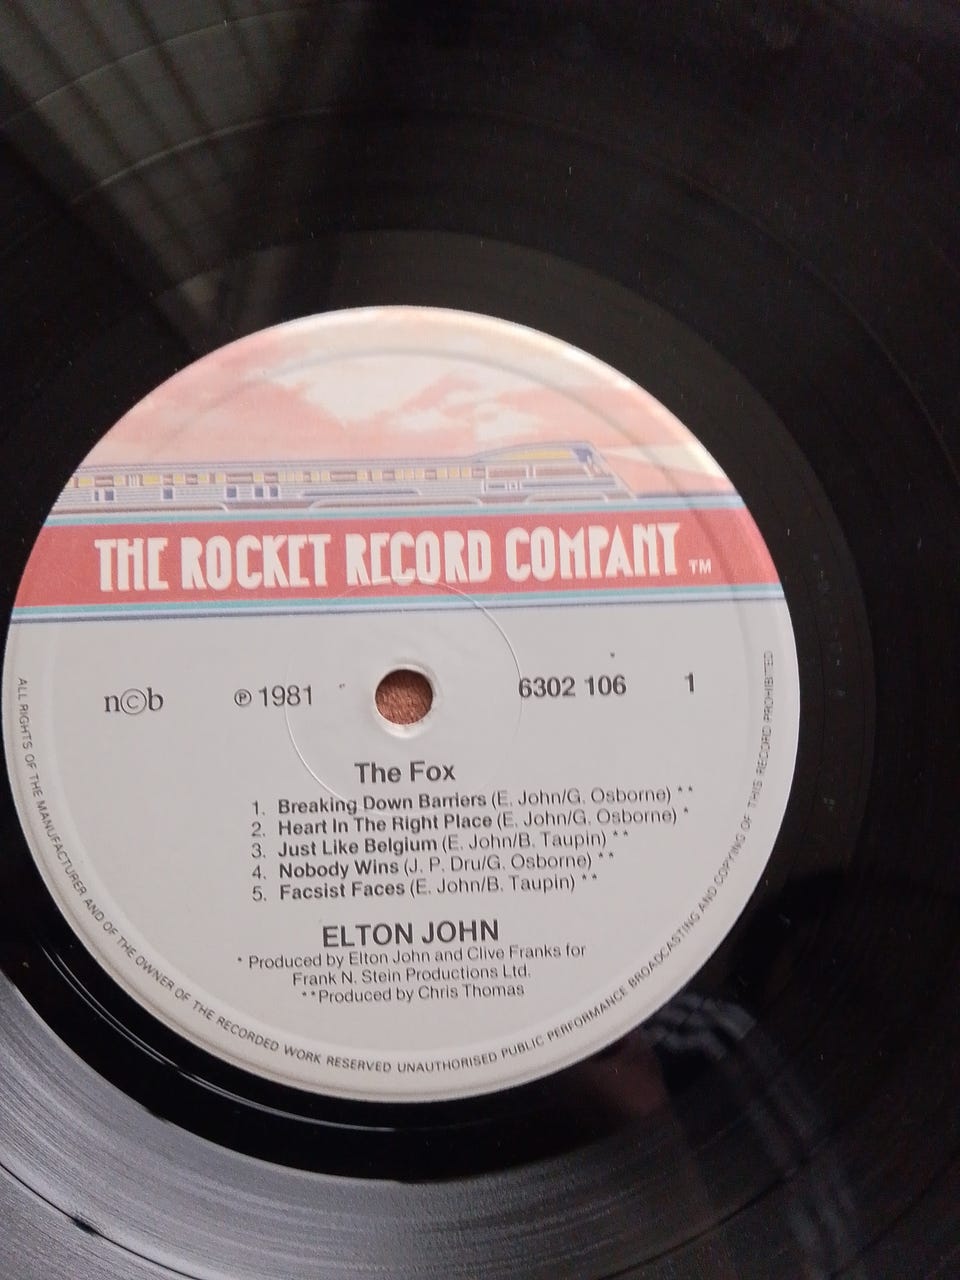 THE ROCKET RECORD COMPANY TM
n©b ℗ 1981 6302 106 1
The Fox
1. Breaking Down Barriers (E. John/G. Osborne) **
2. Heart In The Right Place (E. John/G. Osborne) *
3. Just Like Belgium (E. John/B. Taupin) **
4. Nobody Wins (J. P. Dru/G. Osborne) **
5. Facsist Faces (E. John/B. Taupin) **
ELTON JOHN
* Produced by Elton John and Clive Franks for
Frank N. Stein Productions Ltd.
**Produced by Chris Thomas
ALL RIGHTS OF THE MANUFACTURER AND OF THE OWNER OF THE RECORDED WORK RESERVED UNAUTHORISED PUBLIC PERFORMANCE BROADCASTING AND COPYING OF THIS RECORD PROHIBITED